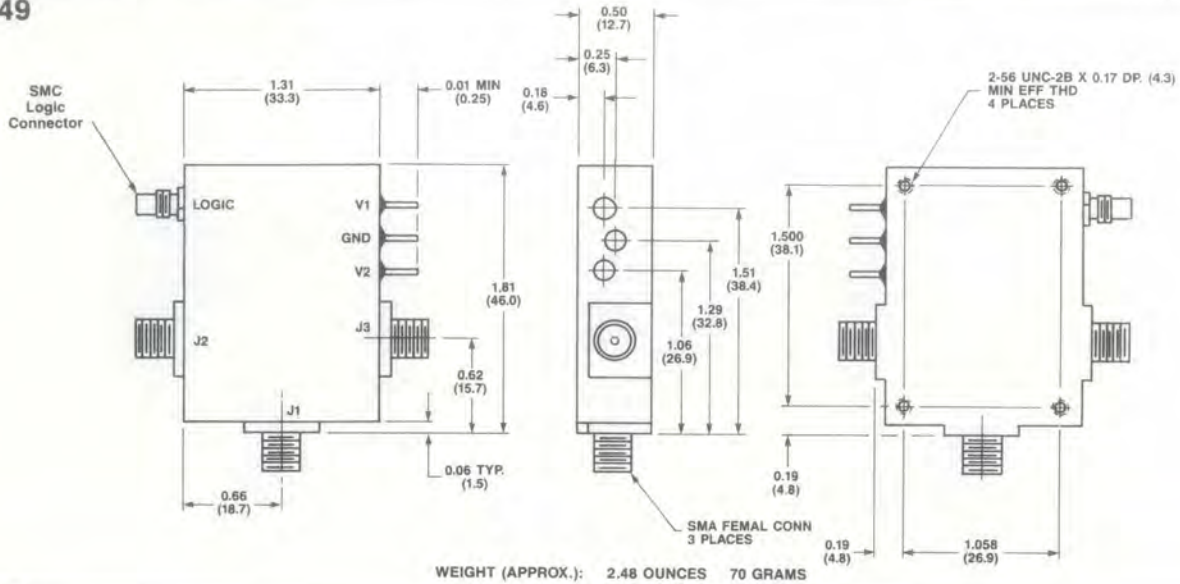 49
SMC
Logic
Connector
1.31
(33.3)
0.01 MIN
(0.25)
LOGIC
V1
GND
V2
J2
J3
J1
1.81
(46.0)
0.62
(15.7)
0.06 TYP.
(1.5)
0.66
(18.7)
0.50
(12.7)
0.25
(6.3)
0.18
(4.6)
1.51
(38.4)
1.29
(32.8)
1.06
(26.9)
SMA FEMAL CONN
3 PLACES
2-56 UNC-2B X 0.17 DP. (4.3)
MIN EFF THD
4 PLACES
1.500
(38.1)
0.19
(4.8)
0.19
(4.8)
1.058
(26.9)
WEIGHT (APPROX.): 2.48 OUNCES 70 GRAMS